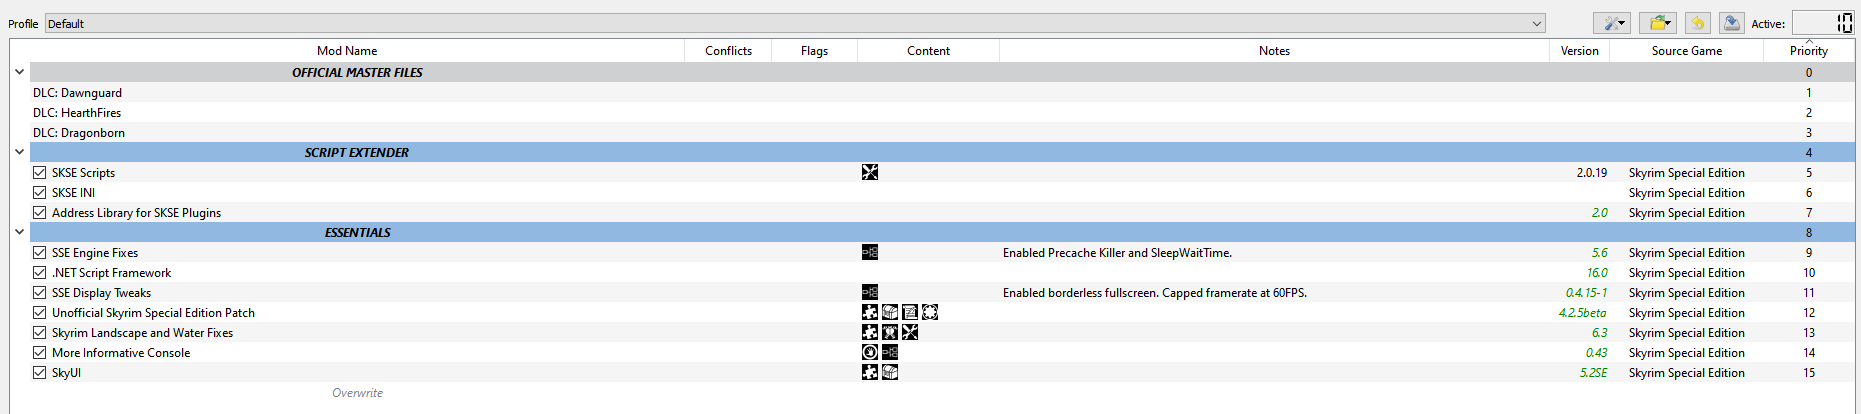 Profile Default Active: 10
Mod Name Conflicts Flags Content Notes Version Source Game Priority
OFFICIAL MASTER FILES 0
DLC: Dawnguard 1
DLC: HearthFires 2
DLC: Dragonborn 3
SCRIPT EXTENDER 4
SKSE Scripts 2.0.19 Skyrim Special Edition 5
SKSE INI Skyrim Special Edition 6
Address Library for SKSE Plugins 2.0 Skyrim Special Edition 7
ESSENTIALS 8
SSE Engine Fixes Enabled Precache Killer and SleepWaitTime. 5.6 Skyrim Special Edition 9
.NET Script Framework 16.0 Skyrim Special Edition 10
SSE Display Tweaks Enabled borderless fullscreen. Capped framerate at 60FPS. 0.4.15-1 Skyrim Special Edition 11
Unofficial Skyrim Special Edition Patch 4.2.5beta Skyrim Special Edition 12
Skyrim Landscape and Water Fixes 6.3 Skyrim Special Edition 13
More Informative Console 0.43 Skyrim Special Edition 14
SkyUI 5.2SE Skyrim Special Edition 15
Overwrite